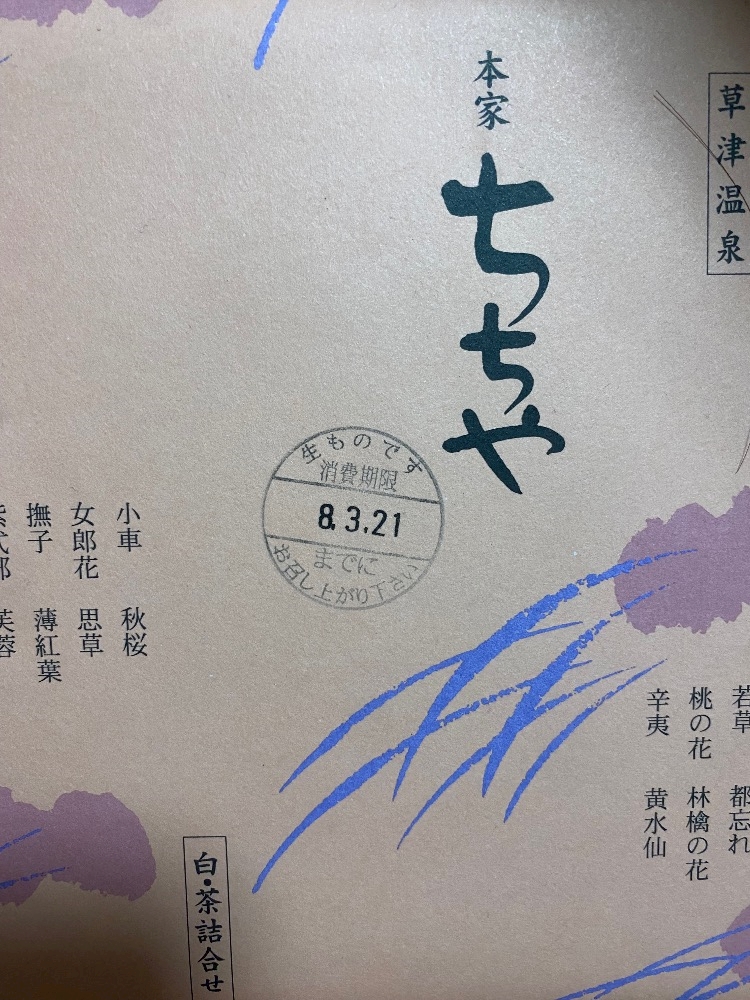 草津温泉
本家
ちちや
生ものです
消費期限
8.3.21
までに
お召し上がり下さい
若草 都忘れ
桃の花 林檎の花
辛夷 黄水仙
小車 秋桜
女郎花 思草
撫子 薄紅葉
白・茶詰合せ